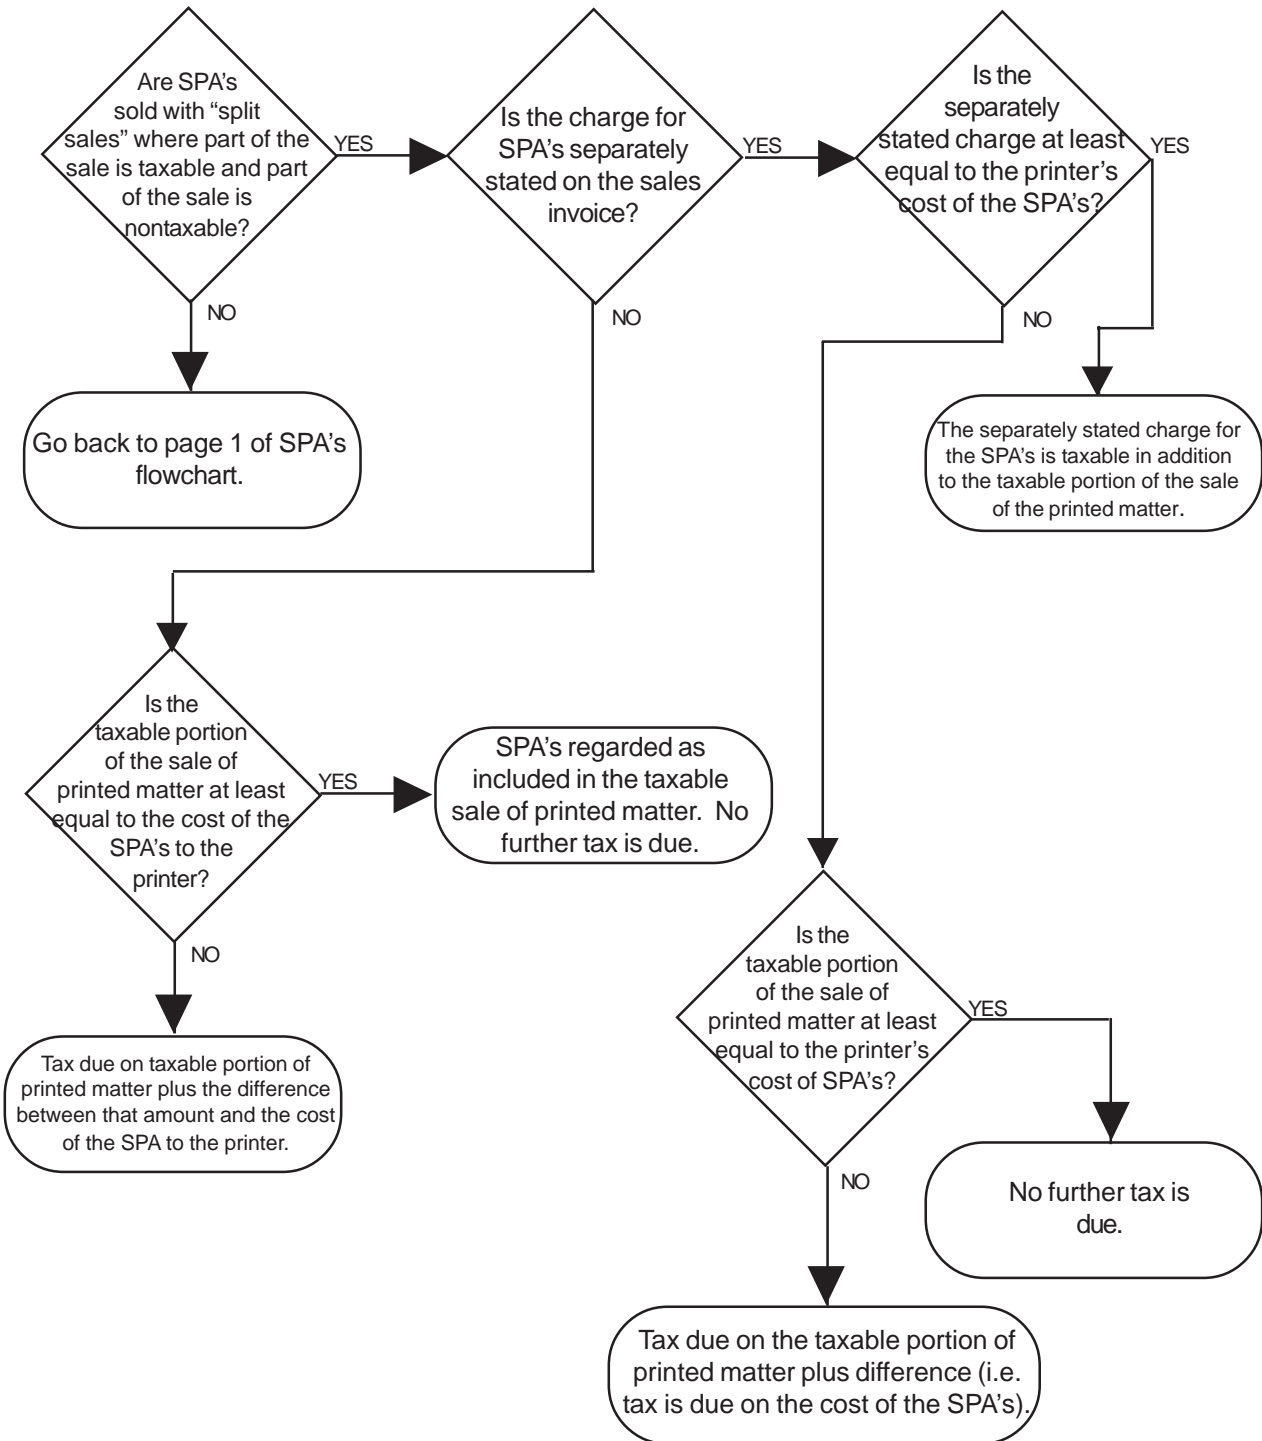 Are SPA's
sold with “split
sales” where part of the
sale is taxable and part
of the sale is
nontaxable?
YES
NO
Is the charge for
SPA's separately
stated on the sales
invoice?
YES
NO
Is the
separately
stated charge at least
equal to the printer's
cost of the SPA's?
YES
NO
Go back to page 1 of SPA's
flowchart.
The separately stated charge for
the SPA's is taxable in addition
to the taxable portion of the sale
of the printed matter.
Is the
taxable portion
of the sale of
printed matter at least
equal to the cost of the
SPA's to the
printer?
YES
NO
SPA's regarded as
included in the taxable
sale of printed matter.  No
further tax is due.
Tax due on taxable portion of
printed matter plus the difference
between that amount and the cost
of the SPA to the printer.
Is the
taxable portion
of the sale of
printed matter at least
equal to the printer's
cost of SPA's?
YES
NO
No further tax is
due.
Tax due on the taxable portion of
printed matter plus difference (i.e.
tax is due on the cost of the SPA's).